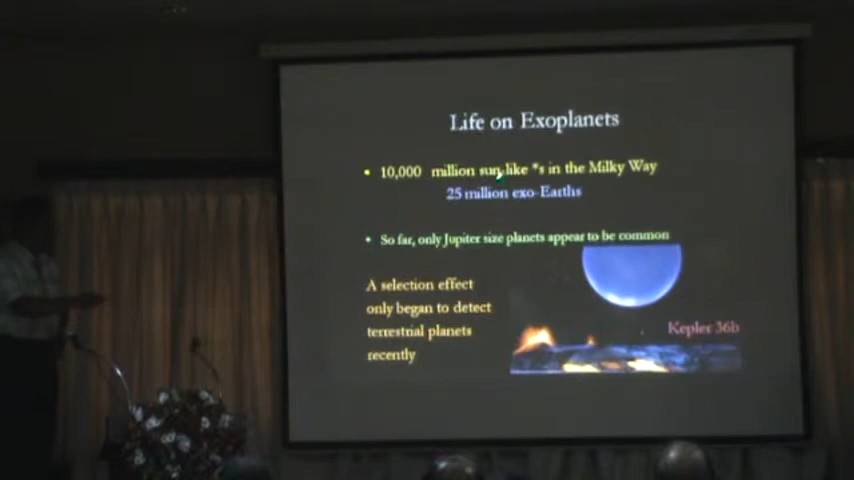 Life on Exoplanets
• 10,000 million sun-like *s in the Milky Way
25 million exo-Earths
• So far, only Jupiter size planets appear to be common
A selection effect
only began to detect
terrestrial planets
recently
Kepler 36b